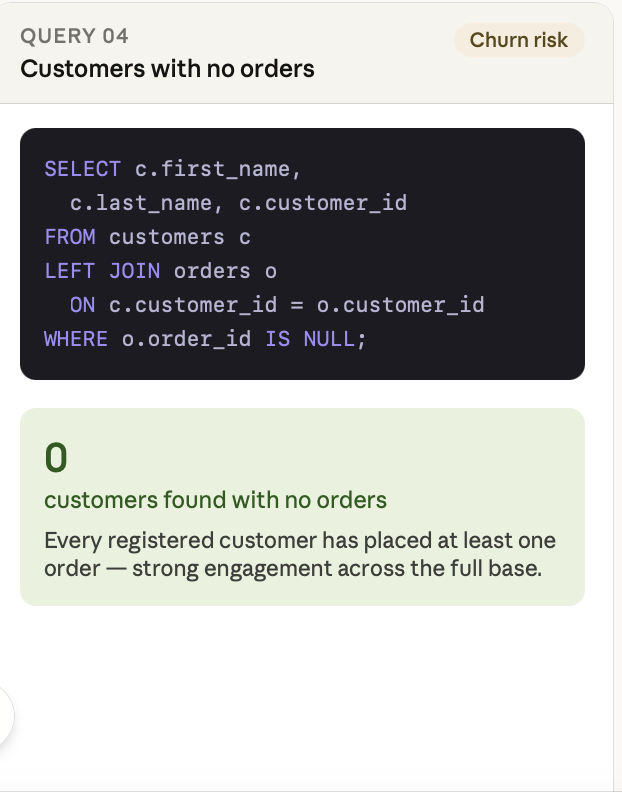 QUERY 04
Churn risk
Customers with no orders
SELECT c.first_name,
c.last_name, c.customer_id
FROM customers c
LEFT JOIN orders o
ON c.customer_id = o.customer_id
WHERE o.order_id IS NULL;
0
customers found with no orders
Every registered customer has placed at least one
order — strong engagement across the full base.